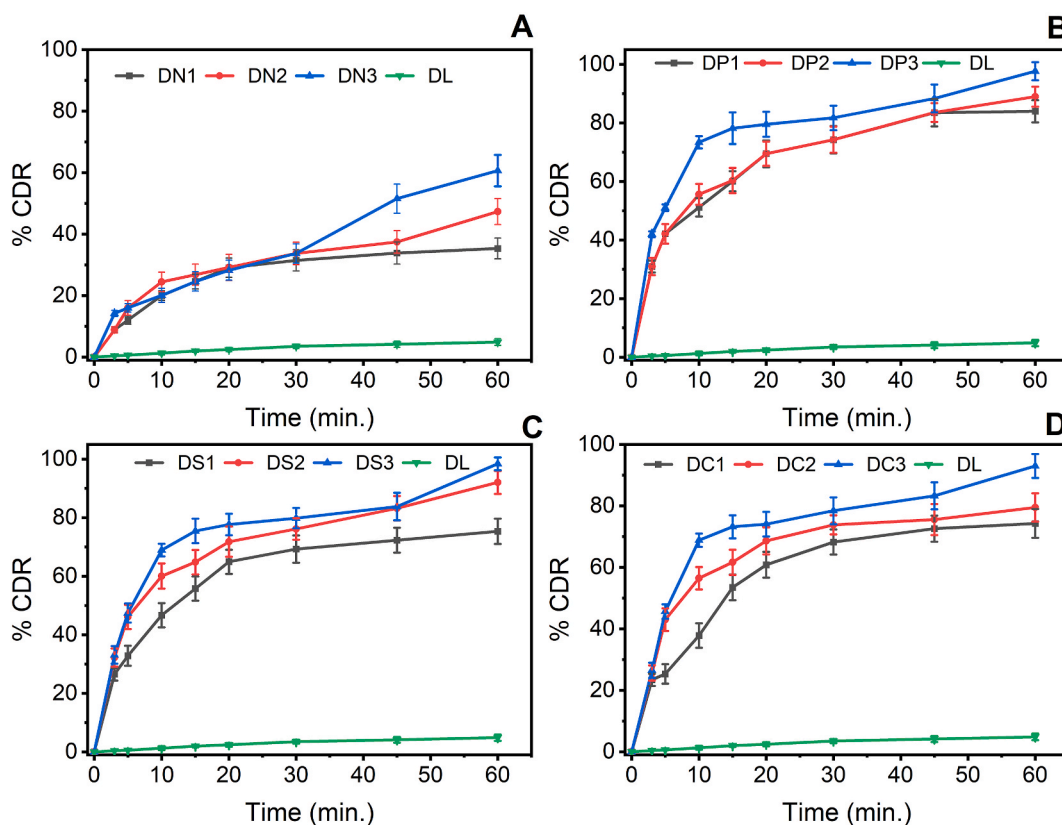 A
DN1 DN2 DN3 DL
100
80
60
40
20
0
% CDR
0 10 20 30 40 50 60
Time (min.)
B
DP1 DP2 DP3 DL
100
80
60
40
20
0
% CDR
0 10 20 30 40 50 60
Time (min.)
C
DS1 DS2 DS3 DL
100
80
60
40
20
0
% CDR
0 10 20 30 40 50 60
Time (min.)
D
DC1 DC2 DC3 DL
100
80
60
40
20
0
% CDR
0 10 20 30 40 50 60
Time (min.)